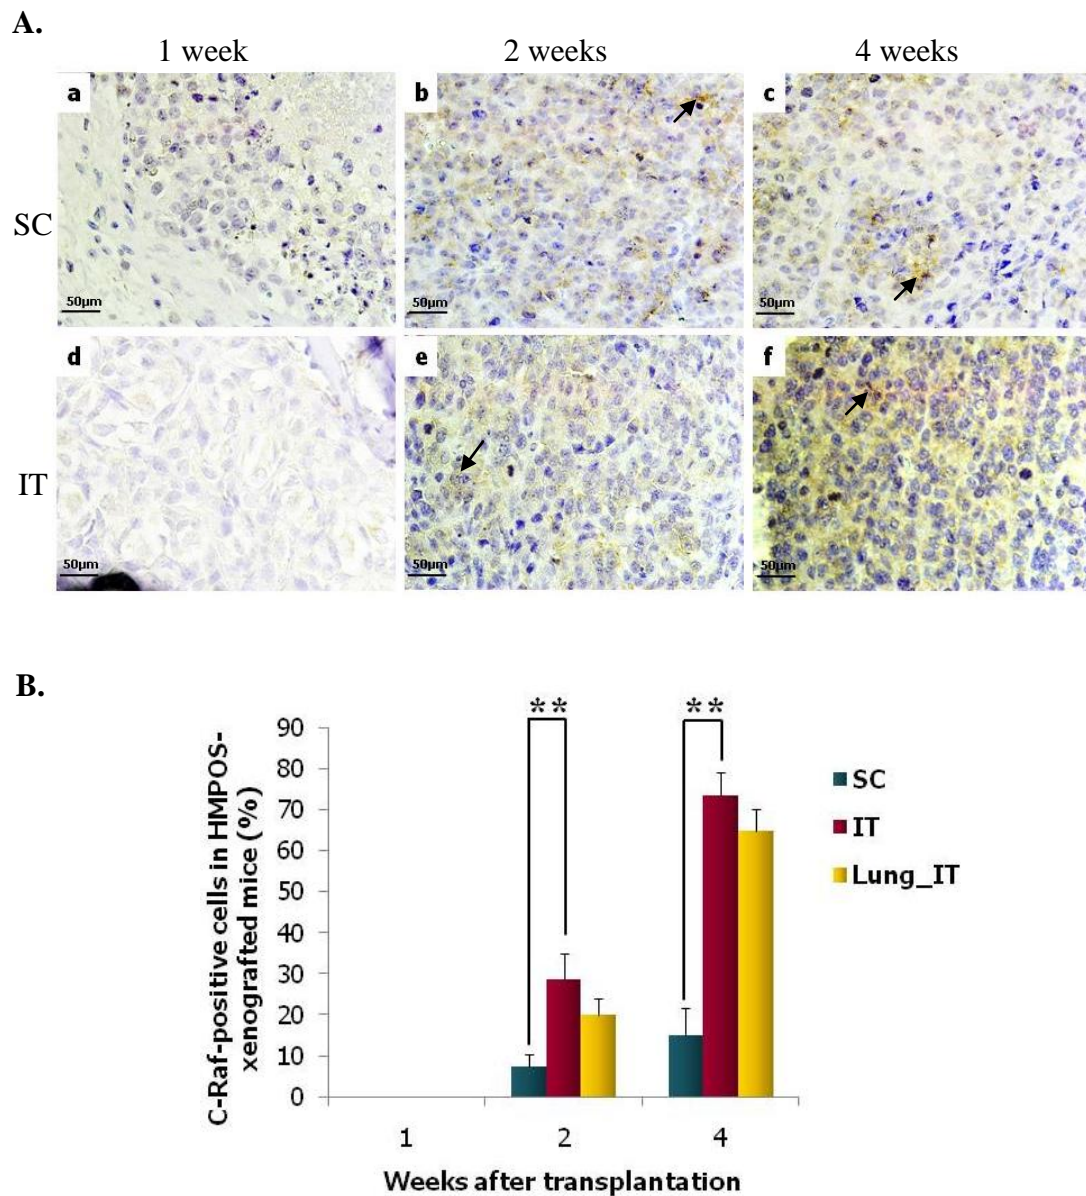 A.
1 week 2 weeks 4 weeks
a b c
SC
50µm 50µm 50µm
d e f
IT
50µm 50µm 50µm
B.
** **
C-Raf-positive cells in HMPOS-
xenografted mice (%)
90
80
70
60
50
40
30
20
10
0
SC
IT
Lung_IT
1 2 4
Weeks after transplantation